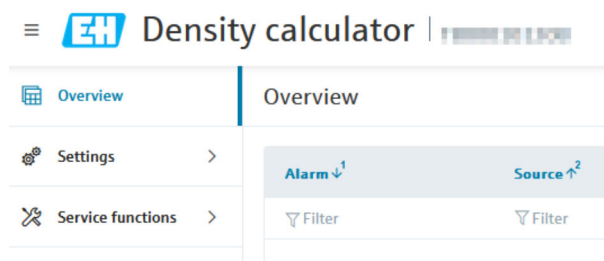 EH Density calculator
Overview
Overview
Settings
Alarm ↓1 Source ↑2
Service functions
Filter Filter